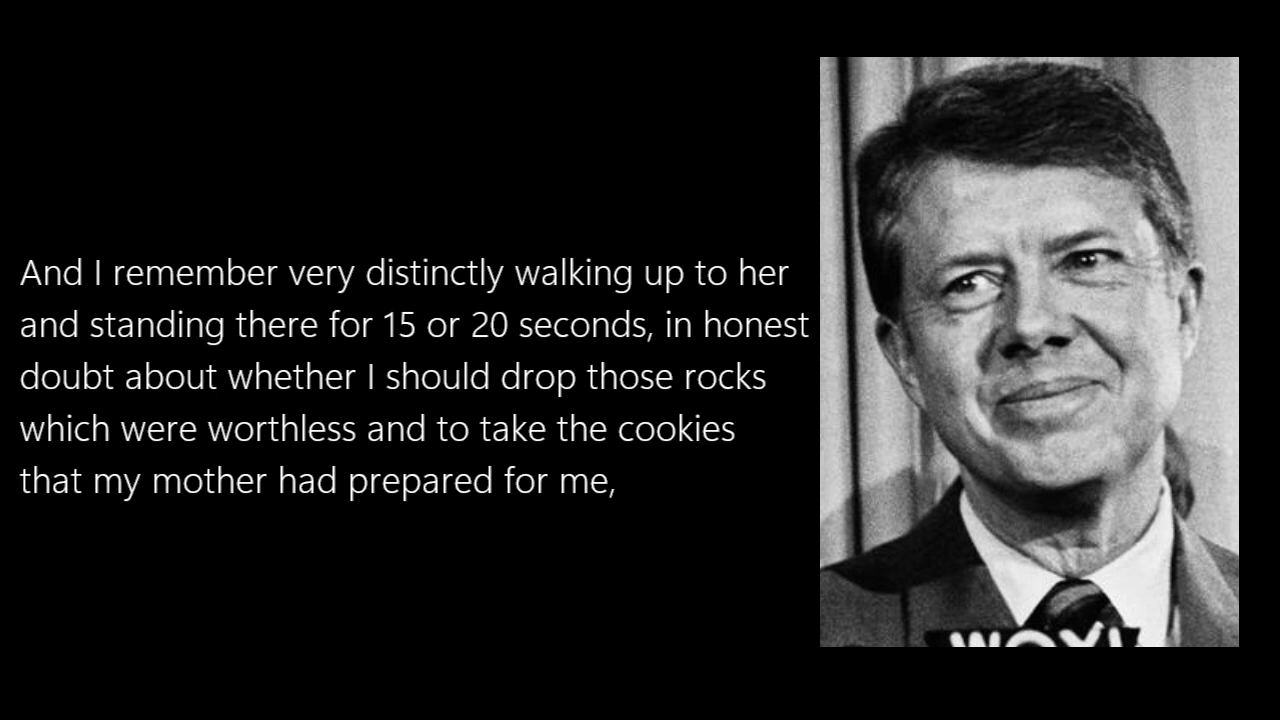 And I remember very distinctly walking up to her
and standing there for 15 or 20 seconds, in honest
doubt about whether I should drop those rocks
which were worthless and to take the cookies
that my mother had prepared for me,